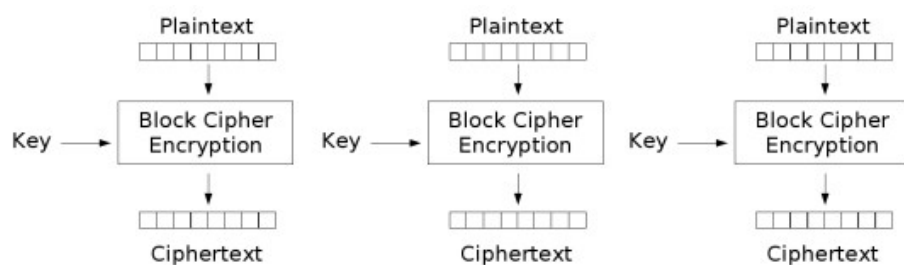 Plaintext Plaintext Plaintext
Key Block Cipher Encryption Key Block Cipher Encryption Key Block Cipher Encryption
Ciphertext Ciphertext Ciphertext